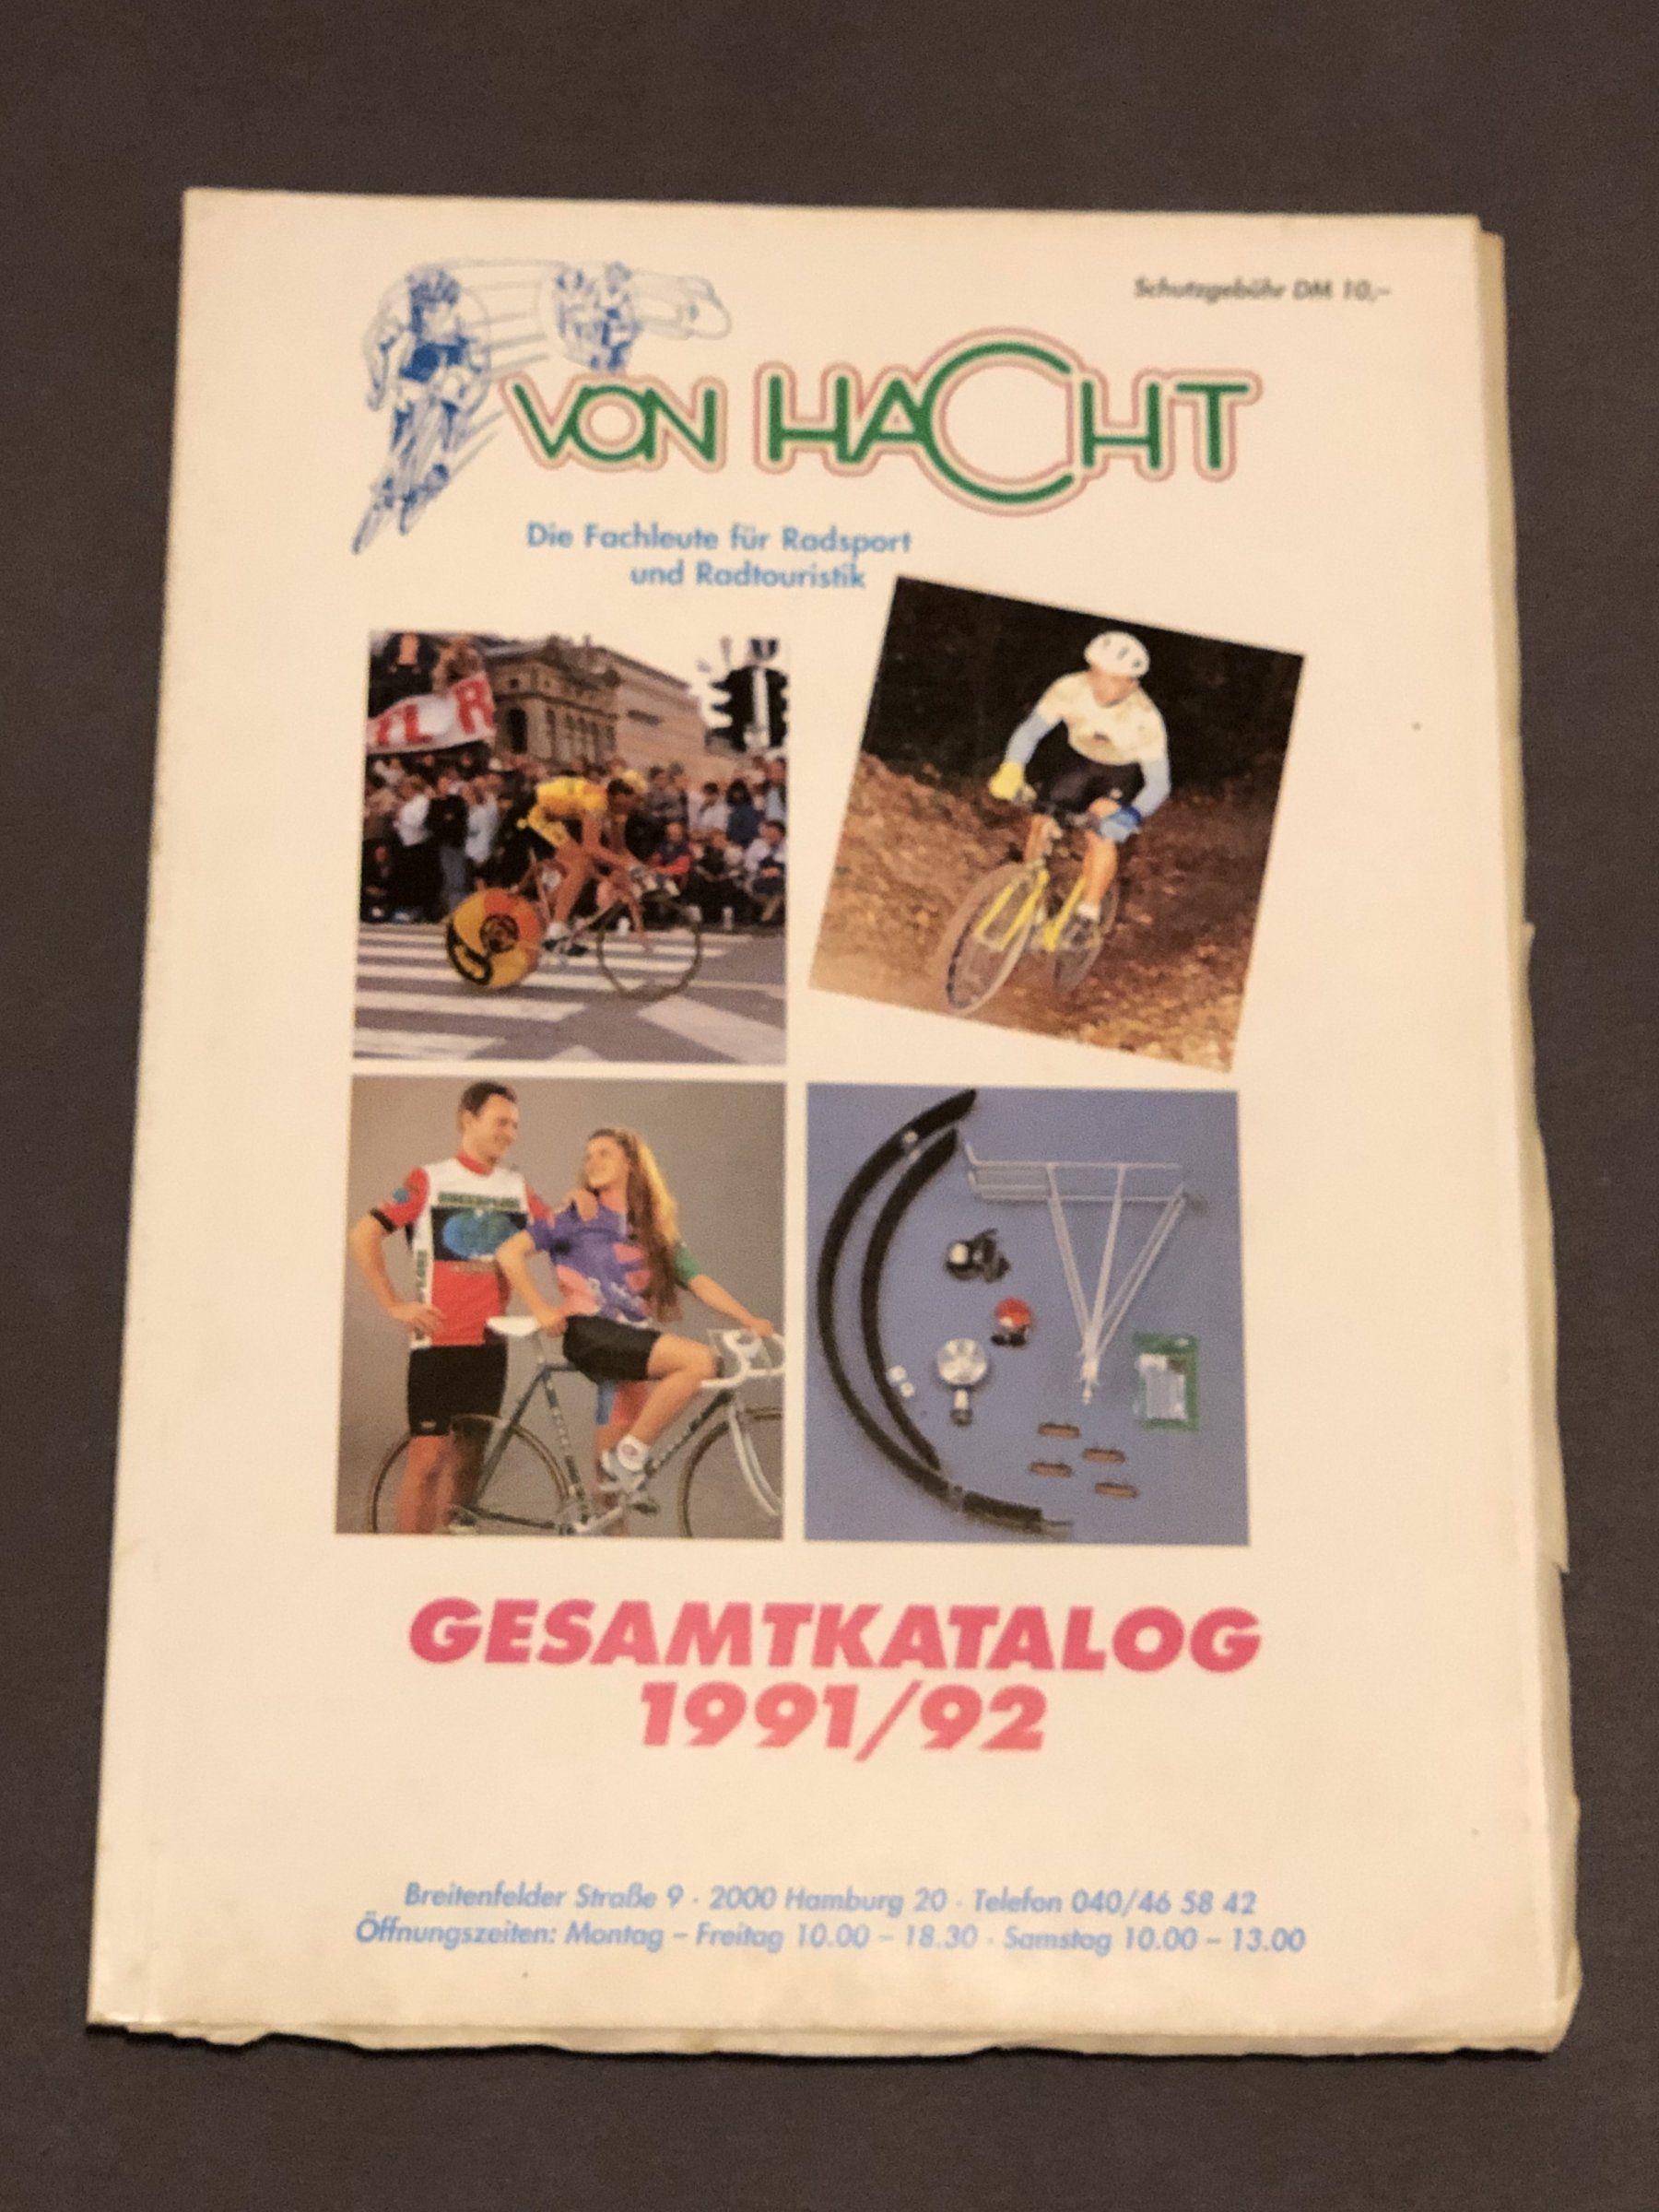 Schutzgebühr DM 10,–
VON HACHT
Die Fachleute für Radsport
und Radtouristik
GESAMTKATALOG
1991/92
Breitenfelder Straße 9 · 2000 Hamburg 20 · Telefon 040/46 58 42
Öffnungszeiten: Montag – Freitag 10.00 – 18.30 · Samstag 10.00 – 13.00